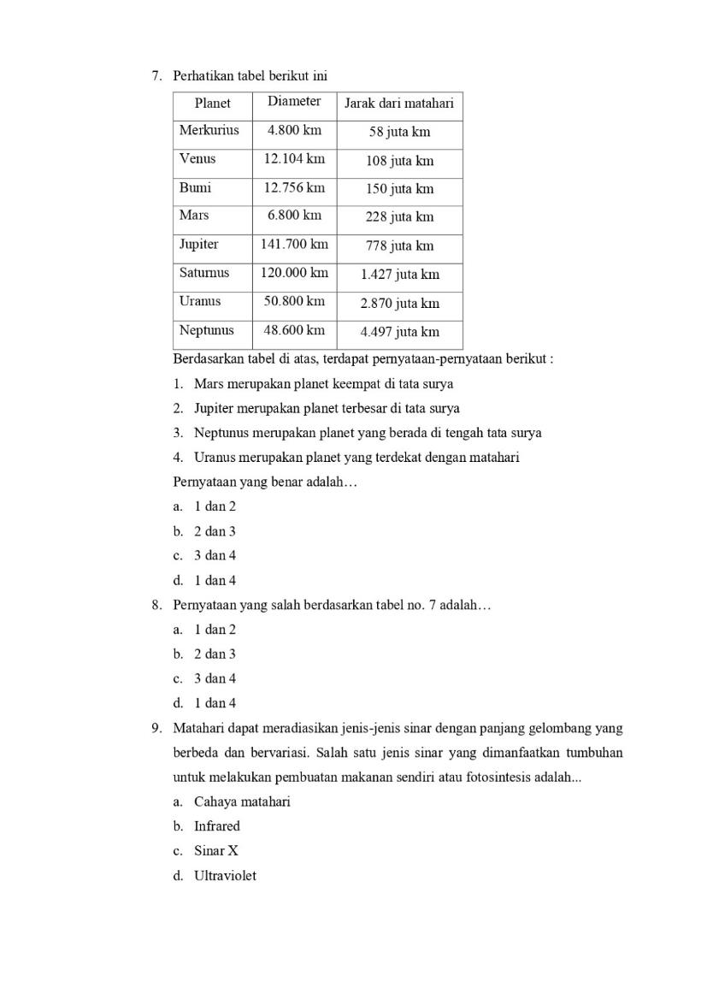 7. Perhatikan tabel berikut ini
Planet Diameter Jarak dari matahari
Merkurius 4.800 km 58 juta km
Venus 12.104 km 108 juta km
Bumi 12.756 km 150 juta km
Mars 6.800 km 228 juta km
Jupiter 141.700 km 778 juta km
Saturnus 120.000 km 1.427 juta km
Uranus 50.800 km 2.870 juta km
Neptunus 48.600 km 4.497 juta km
Berdasarkan tabel di atas, terdapat pernyataan-pernyataan berikut :
1. Mars merupakan planet keempat di tata surya
2. Jupiter merupakan planet terbesar di tata surya
3. Neptunus merupakan planet yang berada di tengah tata surya
4. Uranus merupakan planet yang terdekat dengan matahari
Pernyataan yang benar adalah…
a. 1 dan 2
b. 2 dan 3
c. 3 dan 4
d. 1 dan 4
8. Pernyataan yang salah berdasarkan tabel no. 7 adalah…
a. 1 dan 2
b. 2 dan 3
c. 3 dan 4
d. 1 dan 4
9. Matahari dapat meradiasikan jenis-jenis sinar dengan panjang gelombang yang
berbeda dan bervariasi. Salah satu jenis sinar yang dimanfaatkan tumbuhan
untuk melakukan pembuatan makanan sendiri atau fotosintesis adalah...
a. Cahaya matahari
b. Infrared
c. Sinar X
d. Ultraviolet